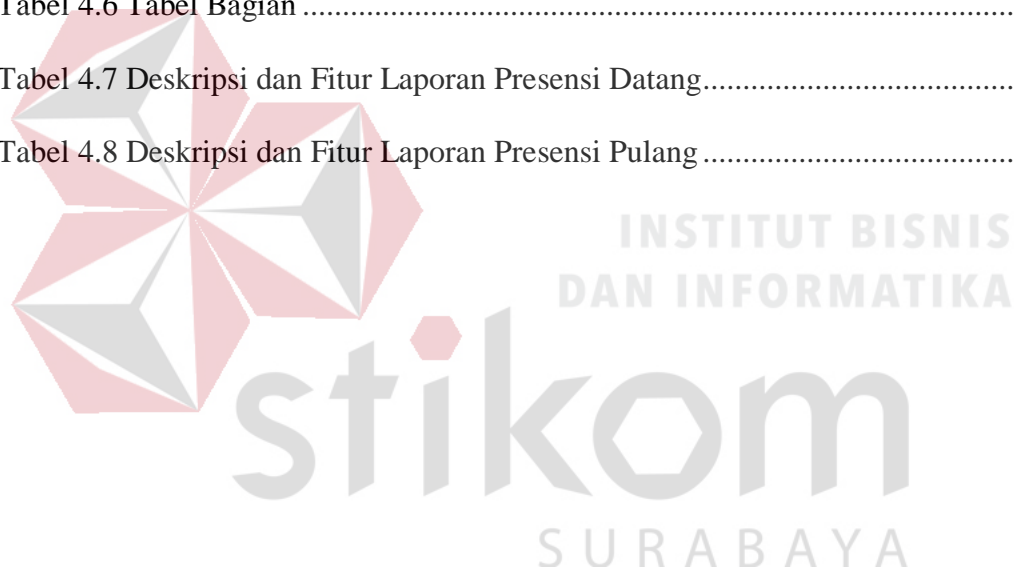 Tabel 4.6 Tabel Bagian ........................................................................................
Tabel 4.7 Deskripsi dan Fitur Laporan Presensi Datang.......................................
Tabel 4.8 Deskripsi dan Fitur Laporan Presensi Pulang .......................................
INSTITUT BISNIS
DAN INFORMATIKA
stikom
SURABAYA